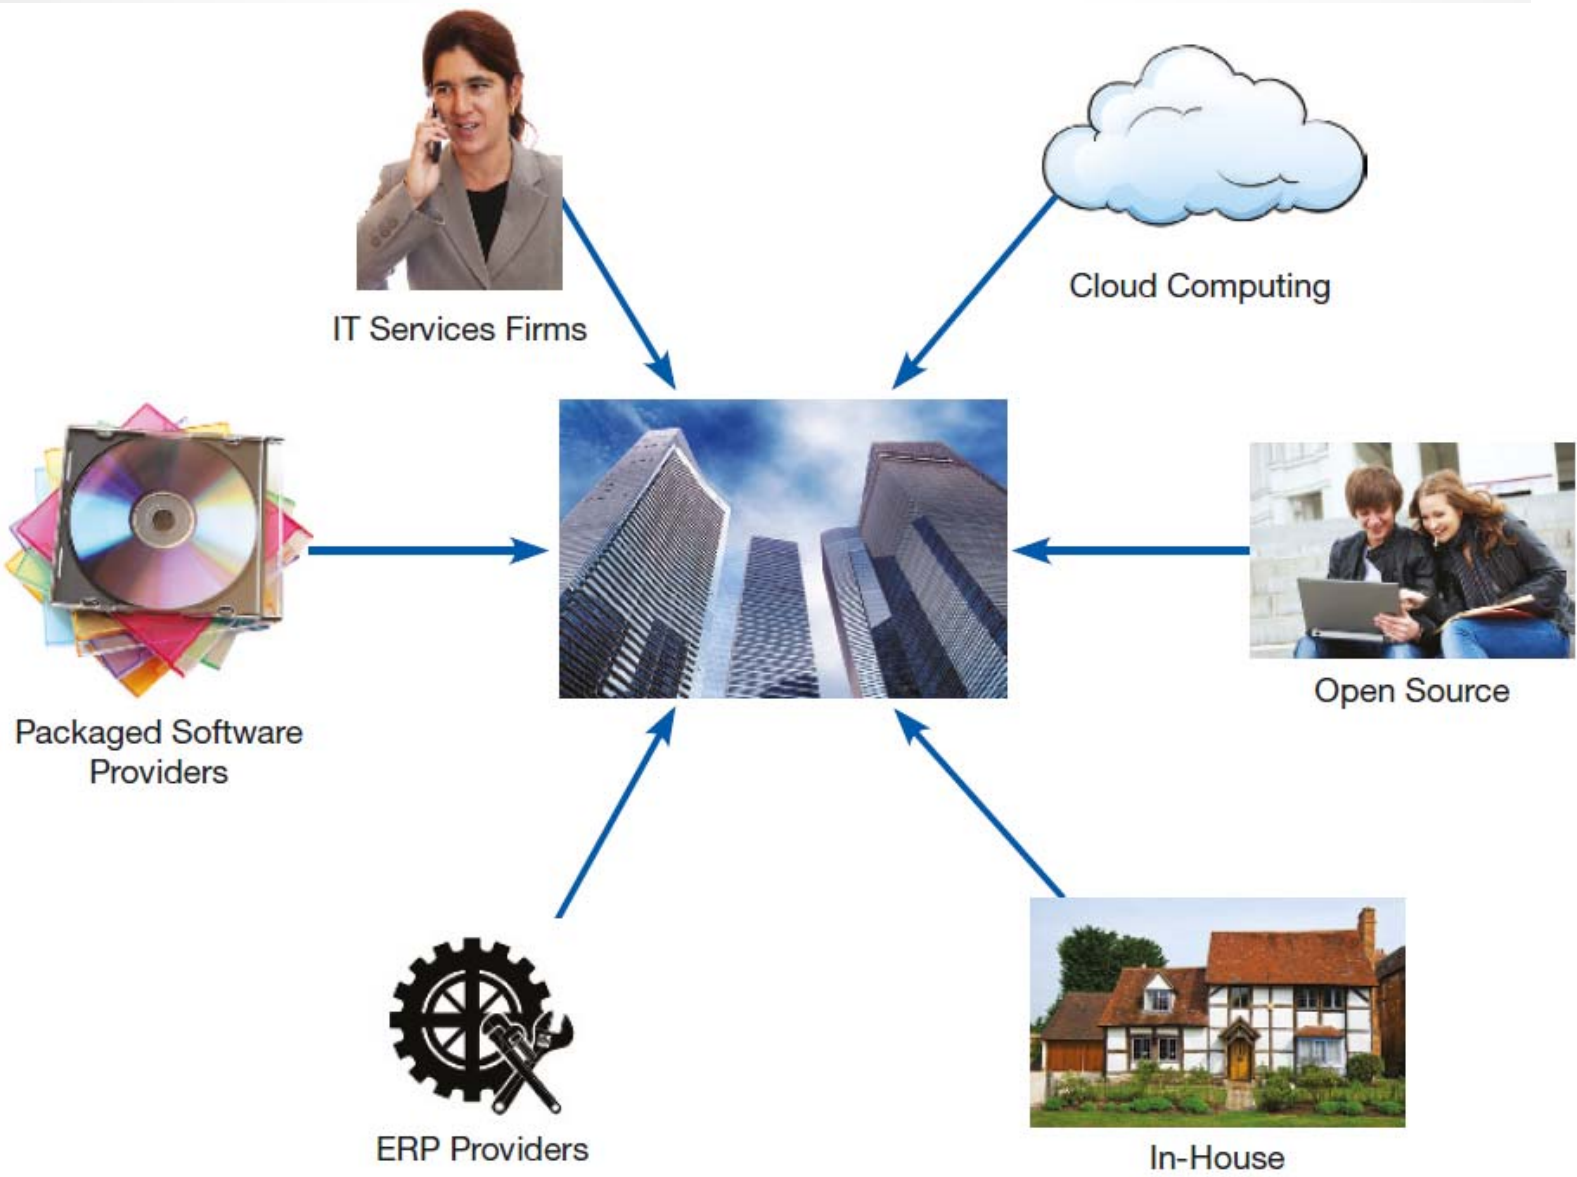 IT Services Firms
Cloud Computing
Packaged Software
Providers
Open Source
ERP Providers
In-House